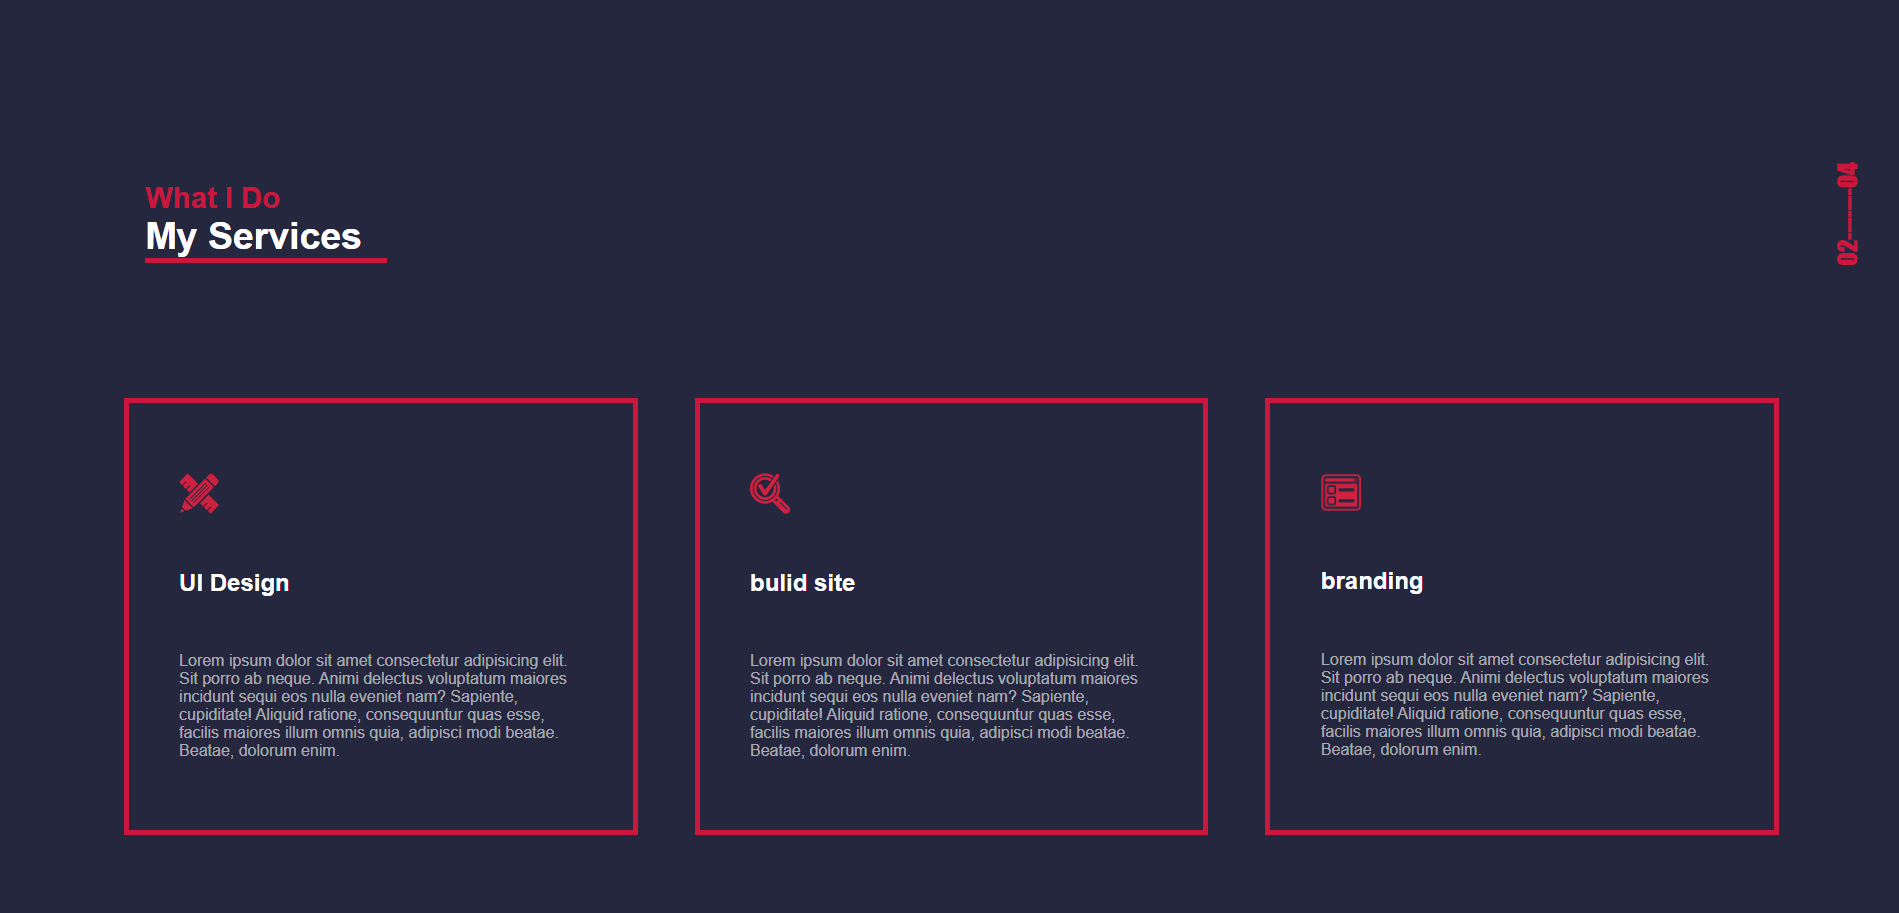 What I Do
My Services
02-------04
UI Design
Lorem ipsum dolor sit amet consectetur adipisicing elit.
Sit porro ab neque. Animi delectus voluptatum maiores
incidunt sequi eos nulla eveniet nam? Sapiente,
cupiditate! Aliquid ratione, consequuntur quas esse,
facilis maiores illum omnis quia, adipisci modi beatae.
Beatae, dolorum enim.
bulid site
Lorem ipsum dolor sit amet consectetur adipisicing elit.
Sit porro ab neque. Animi delectus voluptatum maiores
incidunt sequi eos nulla eveniet nam? Sapiente,
cupiditate! Aliquid ratione, consequuntur quas esse,
facilis maiores illum omnis quia, adipisci modi beatae.
Beatae, dolorum enim.
branding
Lorem ipsum dolor sit amet consectetur adipisicing elit.
Sit porro ab neque. Animi delectus voluptatum maiores
incidunt sequi eos nulla eveniet nam? Sapiente,
cupiditate! Aliquid ratione, consequuntur quas esse,
facilis maiores illum omnis quia, adipisci modi beatae.
Beatae, dolorum enim.